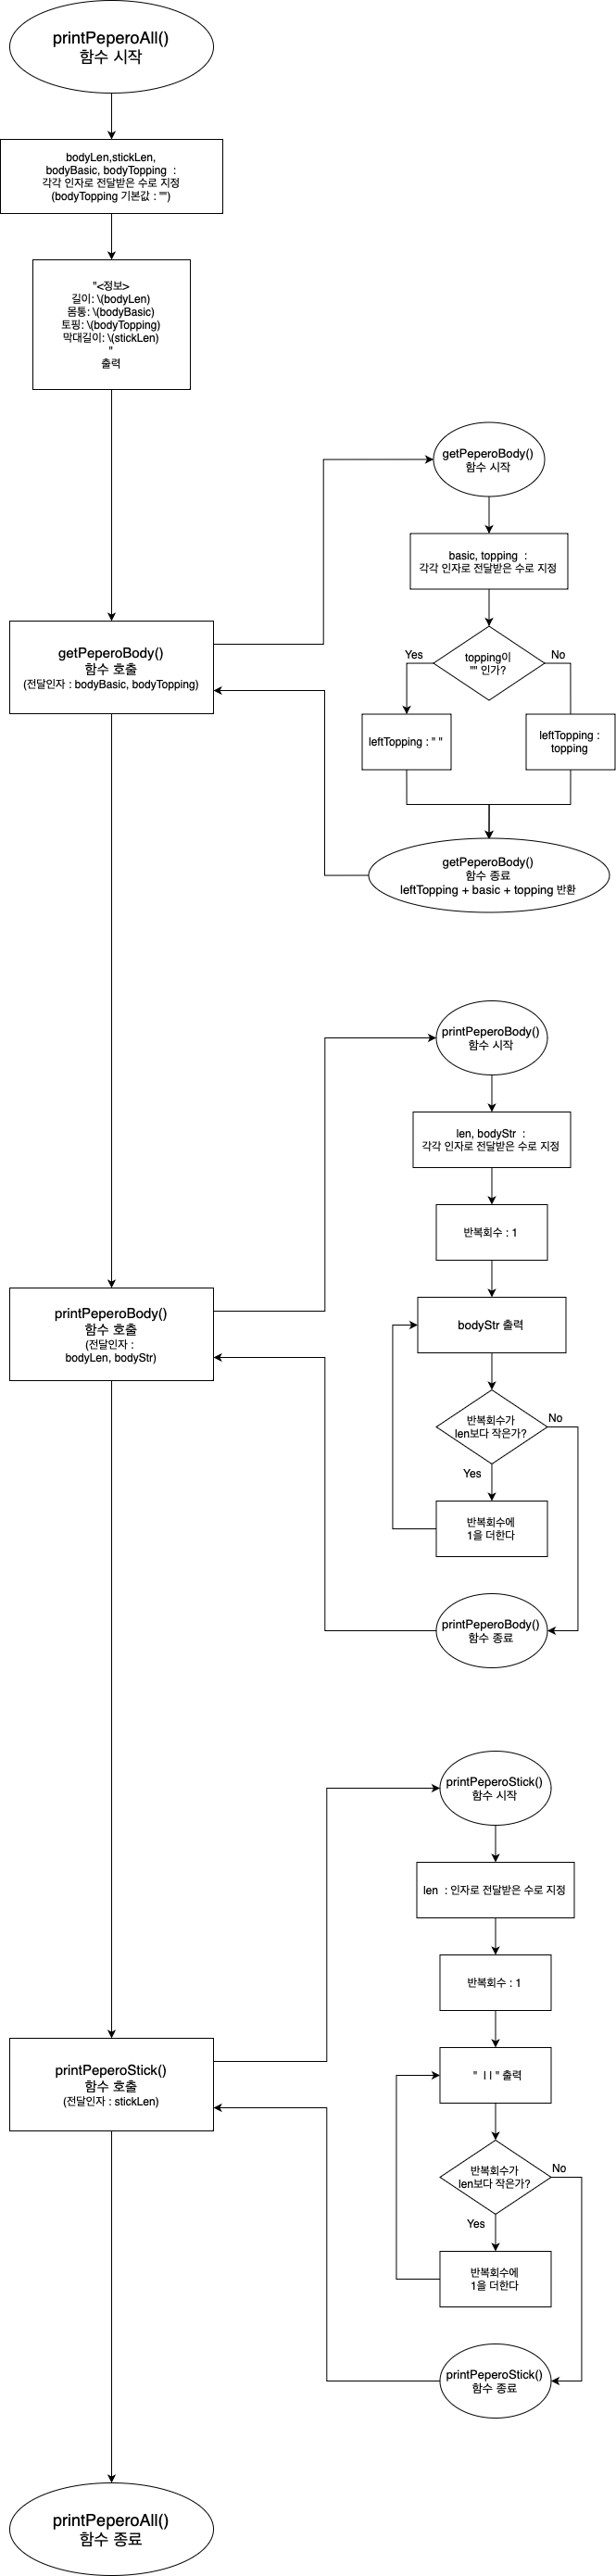 printPeperoAll()
함수 시작
bodyLen,stickLen,
bodyBasic, bodyTopping :
각각 인자로 전달받은 수로 지정
(bodyTopping 기본값 : "")
"<정보>
길이: \(bodyLen)
몸통: \(bodyBasic)
토핑: \(bodyTopping)
막대길이: \(stickLen)
"
출력
getPeperoBody()
함수 호출
(전달인자 : bodyBasic, bodyTopping)
getPeperoBody()
함수 시작
basic, topping :
각각 인자로 전달받은 수로 지정
topping이
"" 인가?
Yes
No
leftTopping : " "
leftTopping :
topping
getPeperoBody()
함수 종료
leftTopping + basic + topping 반환
printPeperoBody()
함수 호출
(전달인자 :
bodyLen, bodyStr)
printPeperoBody()
함수 시작
len, bodyStr :
각각 인자로 전달받은 수로 지정
반복회수 : 1
bodyStr 출력
반복회수가
len보다 작은가?
No
Yes
반복회수에
1을 더한다
printPeperoBody()
함수 종료
printPeperoStick()
함수 호출
(전달인자 : stickLen)
printPeperoStick()
함수 시작
len : 인자로 전달받은 수로 지정
반복회수 : 1
" | | " 출력
반복회수가
len보다 작은가?
No
Yes
반복회수에
1을 더한다
printPeperoStick()
함수 종료
printPeperoAll()
함수 종료